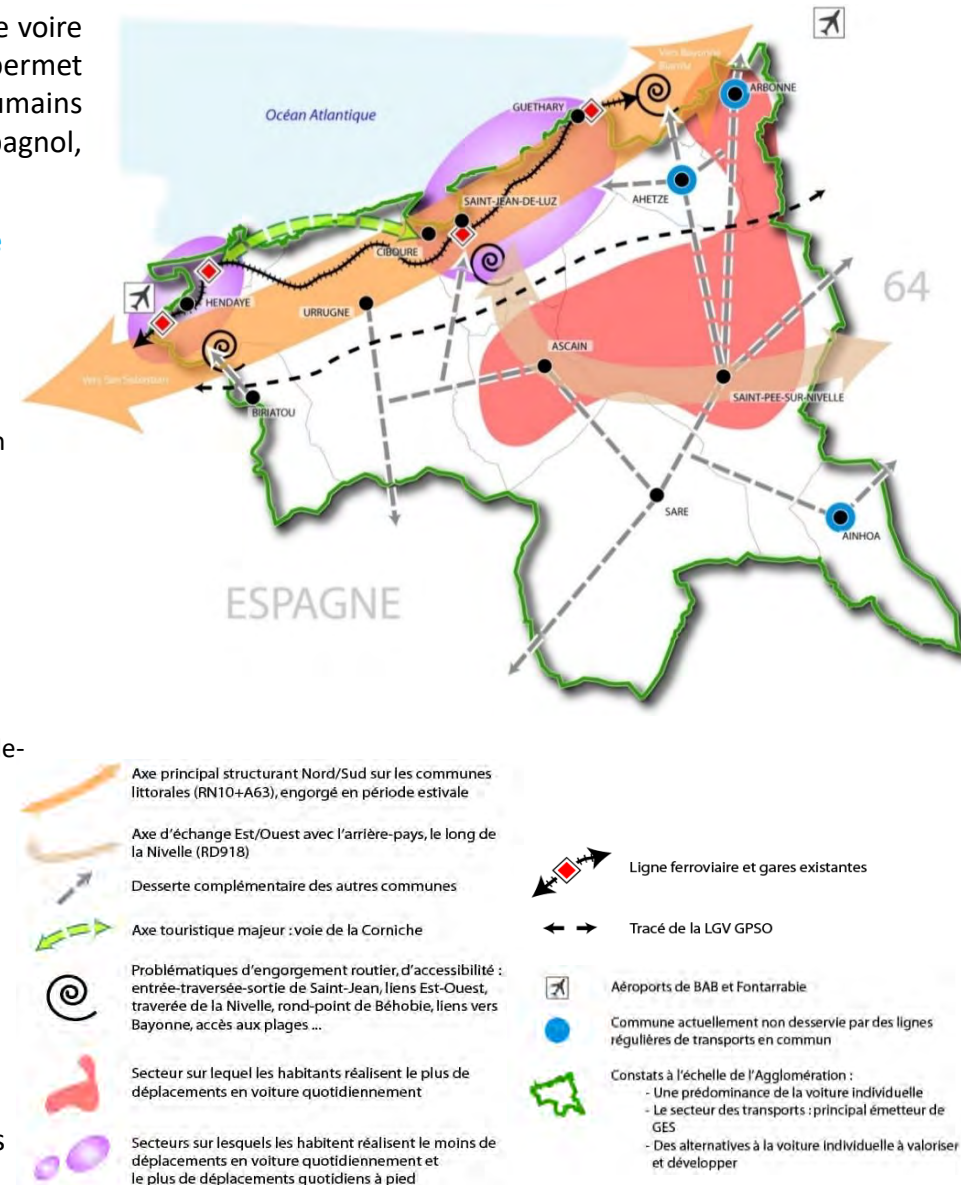 e voire
permet
umains
pagnol,
e
n
e-
s
Vers Bayonne
Biarritz
ARBONNE
GUETHARY
Océan Atlantique
AHETZE
SAINT-JEAN-DE-LUZ
CIBOURE
64
HENDAYE
URRUGNE
ASCAIN
Vers San Sebastian
SAINT-PEE-SUR-NIVELLE
BIRIATOU
SARE
AINHOA
ESPAGNE
Axe principal structurant Nord/Sud sur les communes
littorales (RN10+A63), engorgé en période estivale
Axe d'échange Est/Ouest avec l'arrière-pays, le long de
la Nivelle (RD918)
Desserte complémentaire des autres communes
Axe touristique majeur : voie de la Corniche
Problématiques d'engorgement routier, d'accessibilité :
entrée-traversée-sortie de Saint-Jean, liens Est-Ouest,
traverée de la Nivelle, rond-point de Béhobie, liens vers
Bayonne, accès aux plages ...
Secteur sur lequel les habitants réalisent le plus de
déplacements en voiture quotidiennement
Secteurs sur lesquels les habitent réalisent le moins de
déplacements en voiture quotidiennement et
le plus de déplacements quotidiens à pied
Ligne ferroviaire et gares existantes
Tracé de la LGV GPSO
Aéroports de BAB et Fontarrabie
Commune actuellement non desservie par des lignes
régulières de transports en commun
Constats à l'échelle de l'Agglomération :
- Une prédominance de la voiture individuelle
- Le secteur des transports : principal émetteur de
GES
- Des alternatives à la voiture individuelle à valoriser
et développer